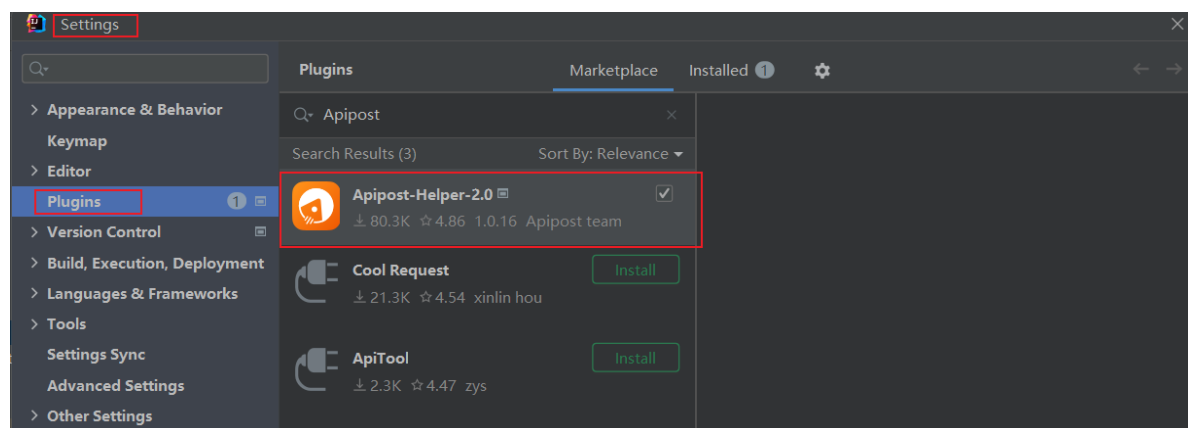 Settings
Plugins
Marketplace
Installed 1
Appearance & Behavior
Keymap
Editor
Plugins 1
Version Control
Build, Execution, Deployment
Languages & Frameworks
Tools
Settings Sync
Advanced Settings
Other Settings
Apipost
Search Results (3) Sort By: Relevance
Apipost-Helper-2.0
80.3K 4.86 1.0.16 Apipost team
Cool Request Install
21.3K 4.54 xinlin hou
ApiTool Install
2.3K 4.47 zys